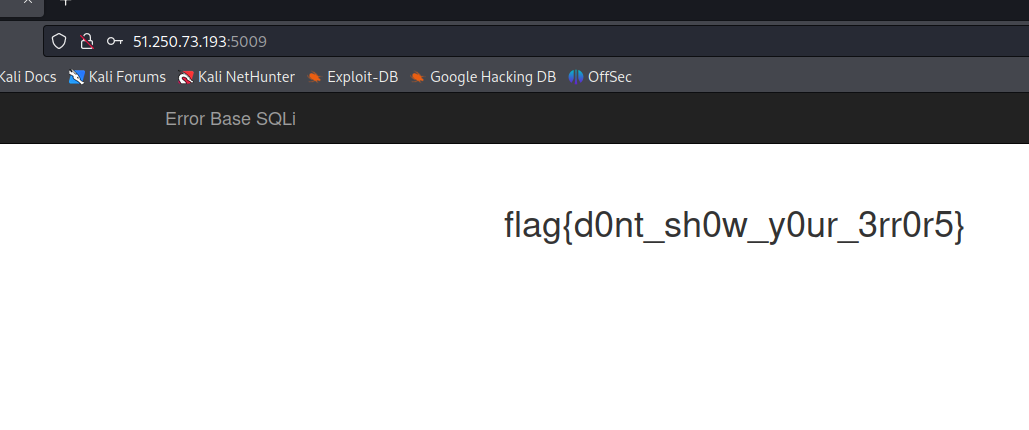 51.250.73.193:5009
Kali Docs Kali Forums Kali NetHunter Exploit-DB Google Hacking DB OffSec
Error Base SQLi
flag{d0nt_sh0w_y0ur_3rr0r5}